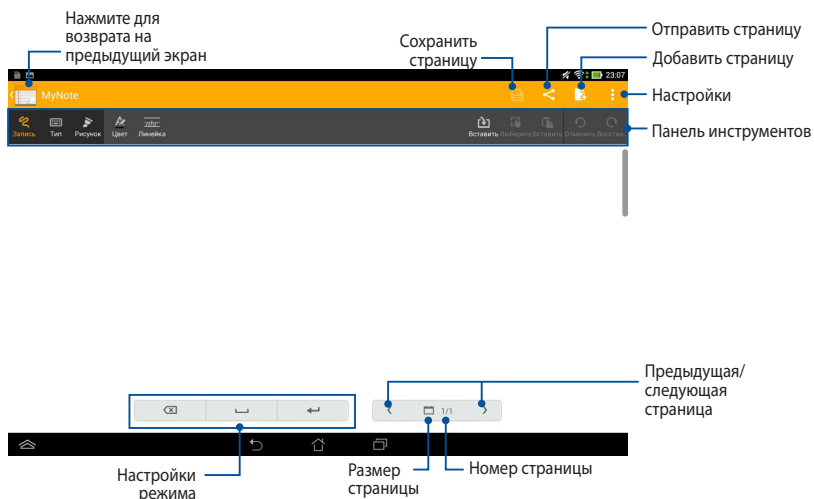 Нажмите для
возврата на
предыдущий экран
Сохранить
страницу
Отправить страницу
Добавить страницу
Настройки
Панель инструментов
23:07
MyNote
Запись Тип Рисунок Цвет Линейка Вставить Выберите Вставить Отменить Восстан..
abc
1/1
Предыдущая/
следующая
страница
Настройки
режима
Размер
страницы
Номер страницы